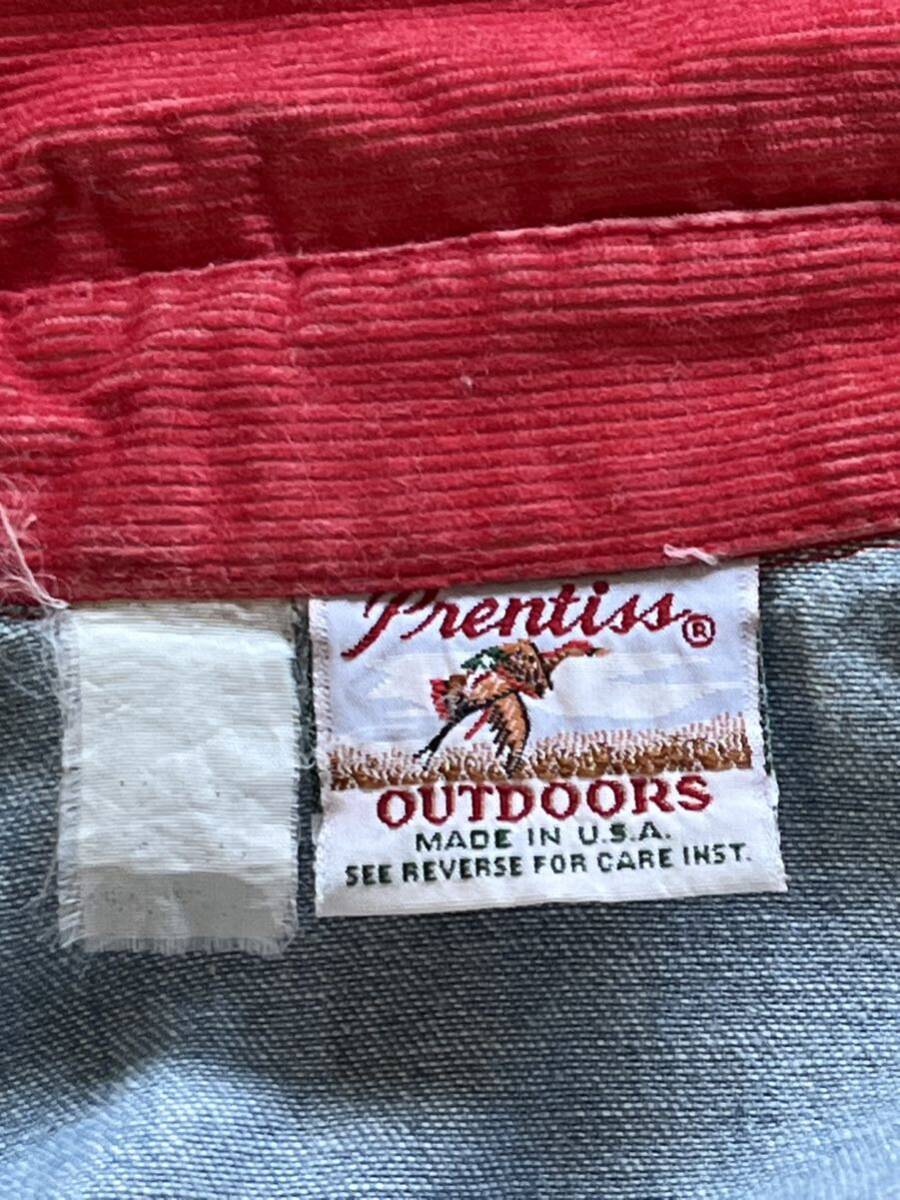 Prentiss®
OUTDOORS
MADE IN U.S.A.
SEE REVERSE FOR CARE INST.